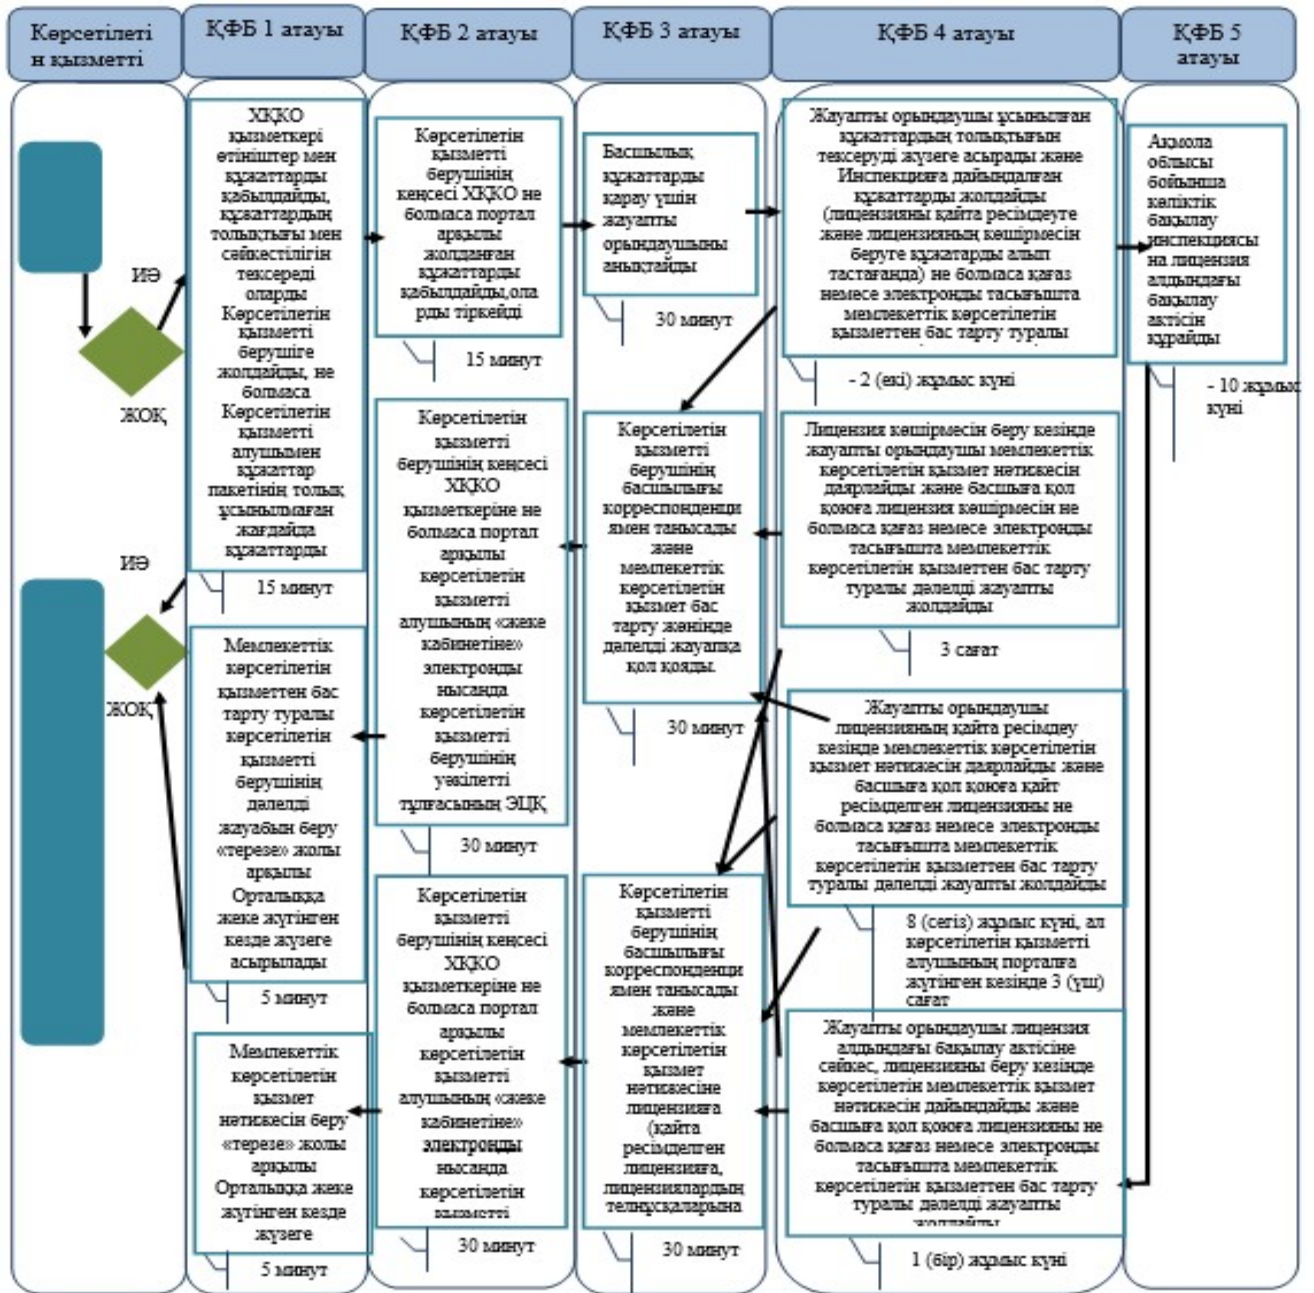 Көрсетілеті
н қызметті
ҚФБ 1 атауы
ҚФБ 2 атауы
ҚФБ 3 атауы
ҚФБ 4 атауы
ҚФБ 5
атауы
ИӘ
ЖОҚ
ИӘ
ЖОҚ
ХҚКО
қызметкері
өтініштер мен
құжаттарды
қабылдайды,
құжаттардың
толықтығы мен
сәйкестілігін
тексереді
оларды
Көрсетілетін
қызметті
берушіге
жолдайды, не
болмаса
Көрсетілетін
қызметті
алушымен
құжаттар
пакетінің толық
ұсынылмаған
жағдайда
құжаттарды
15 минут
Мемлекеттік
көрсетілетін
қызметтен бас
тарту туралы
көрсетілетін
қызметті
берушінің
дәлелді
жауабын беру
«терезе» жолы
арқылы
Орталыққа
жеке жүгінген
кезде жүзеге
асырылады
5 минут
Мемлекеттік
көрсетілетін
қызмет
нәтижесін беру
«терезе» жолы
арқылы
Орталыққа жеке
жүгінген кезде
жүзеге
5 минут
Көрсетілетін
қызметті
берушінің
кеңсесі ХҚКО не
болмаса портал
арқылы
жолданған
құжаттарды
қабылдайды,ола
рды тіркейді
15 минут
Көрсетілетін
қызметті
берушінің кеңсесі
ХҚКО
қызметкеріне не
болмаса портал
арқылы
көрсетілетін
қызметті
алушының «жеке
кабинетіне»
электронды
нысанда
көрсетілетін
қызметті
берушінің
уәкілетті
тұлғасының ЭЦҚ
30 минут
Көрсетілетін
қызметті
берушінің кеңсесі
ХҚКО
қызметкеріне не
болмаса портал
арқылы
көрсетілетін
қызметті
алушының «жеке
кабинетіне»
электронды
нысанда
көрсетілетін
қызметті
30 минут
Басшылық
құжаттарды
қарау үшін
жауапты
орындаушыны
анықтайды
30 минут
Көрсетілетін
қызметті
берушінің
басшылығы
корреспонденци
ямен танысады
және
мемлекеттік
көрсетілетін
қызмет бас
тарту жөнінде
дәлелді жауапқа
қол қояды.
30 минут
Көрсетілетін
қызметті
берушінің
басшылығы
корреспонденци
ямен танысады
және
мемлекеттік
көрсетілетін
қызмет
нәтижесіне
лицензияға
(қайта
ресімделген
лицензияға,
лицензиялардың
телнұсқаларына
30 минут
Жауапты орындаушы ұсынылған
құжаттардың толықтығын
тексеруді жүзеге асырады және
Инспекцияға дайындалған
құжаттарды жолдайды
(лицензияны қайта ресімдеуге
және лицензияның көшірмесін
беруге құжатарды алып
тастағанда) не болмаса қағаз
немесе электронды тасығышта
мемлекеттік көрсетілетін
қызметтен бас тарту туралы
- 2 (екі) жұмыс күні
Лицензия көшірмесін беру кезінде
жауапты орындаушы мемлекеттік
көрсетілетін қызмет нәтижесін
даярлайды және басшыға қол
қоюға лицензия көшірмесін не
болмаса қағаз немесе электронды
тасығышта мемлекеттік
көрсетілетін қызметтен бас тарту
туралы дәлелді жауапты
жолдайды
3 сағат
Жауапты орындаушы
лицензияның қайта ресімдеу
кезінде мемлекеттік көрсетілетін
қызмет нәтижесін даярлайды және
басшыға қол қоюға қайт
ресімделген лицензияны не
болмаса қағаз немесе электронды
тасығышта мемлекеттік
көрсетілетін қызметтен бас тарту
туралы дәлелді жауапты жолдайды
8 (сегіз) жұмыс күні, ал
көрсетілетін қызметті
алушының порталға
жүгінген кезінде 3 (үш)
сағат
Жауапты орындаушы лицензия
алдындағы бақылау актісіне
сәйкес, лицензияны беру кезінде
көрсетілетін мемлекеттік қызмет
нәтижесін дайындайды және
басшыға қол қоюға лицензияны не
болмаса қағаз немесе электронды
тасығышта мемлекеттік
көрсетілетін қызметтен бас тарту
туралы дәлелді жауапты
жолдайды
1 (бір) жұмыс күні
Ақмола
облысы
бойынша
көліктік
бақылау
инспекциясы
на лицензия
алдындағы
бақылау
актісін
құрайды
- 10 жұмыс
күні